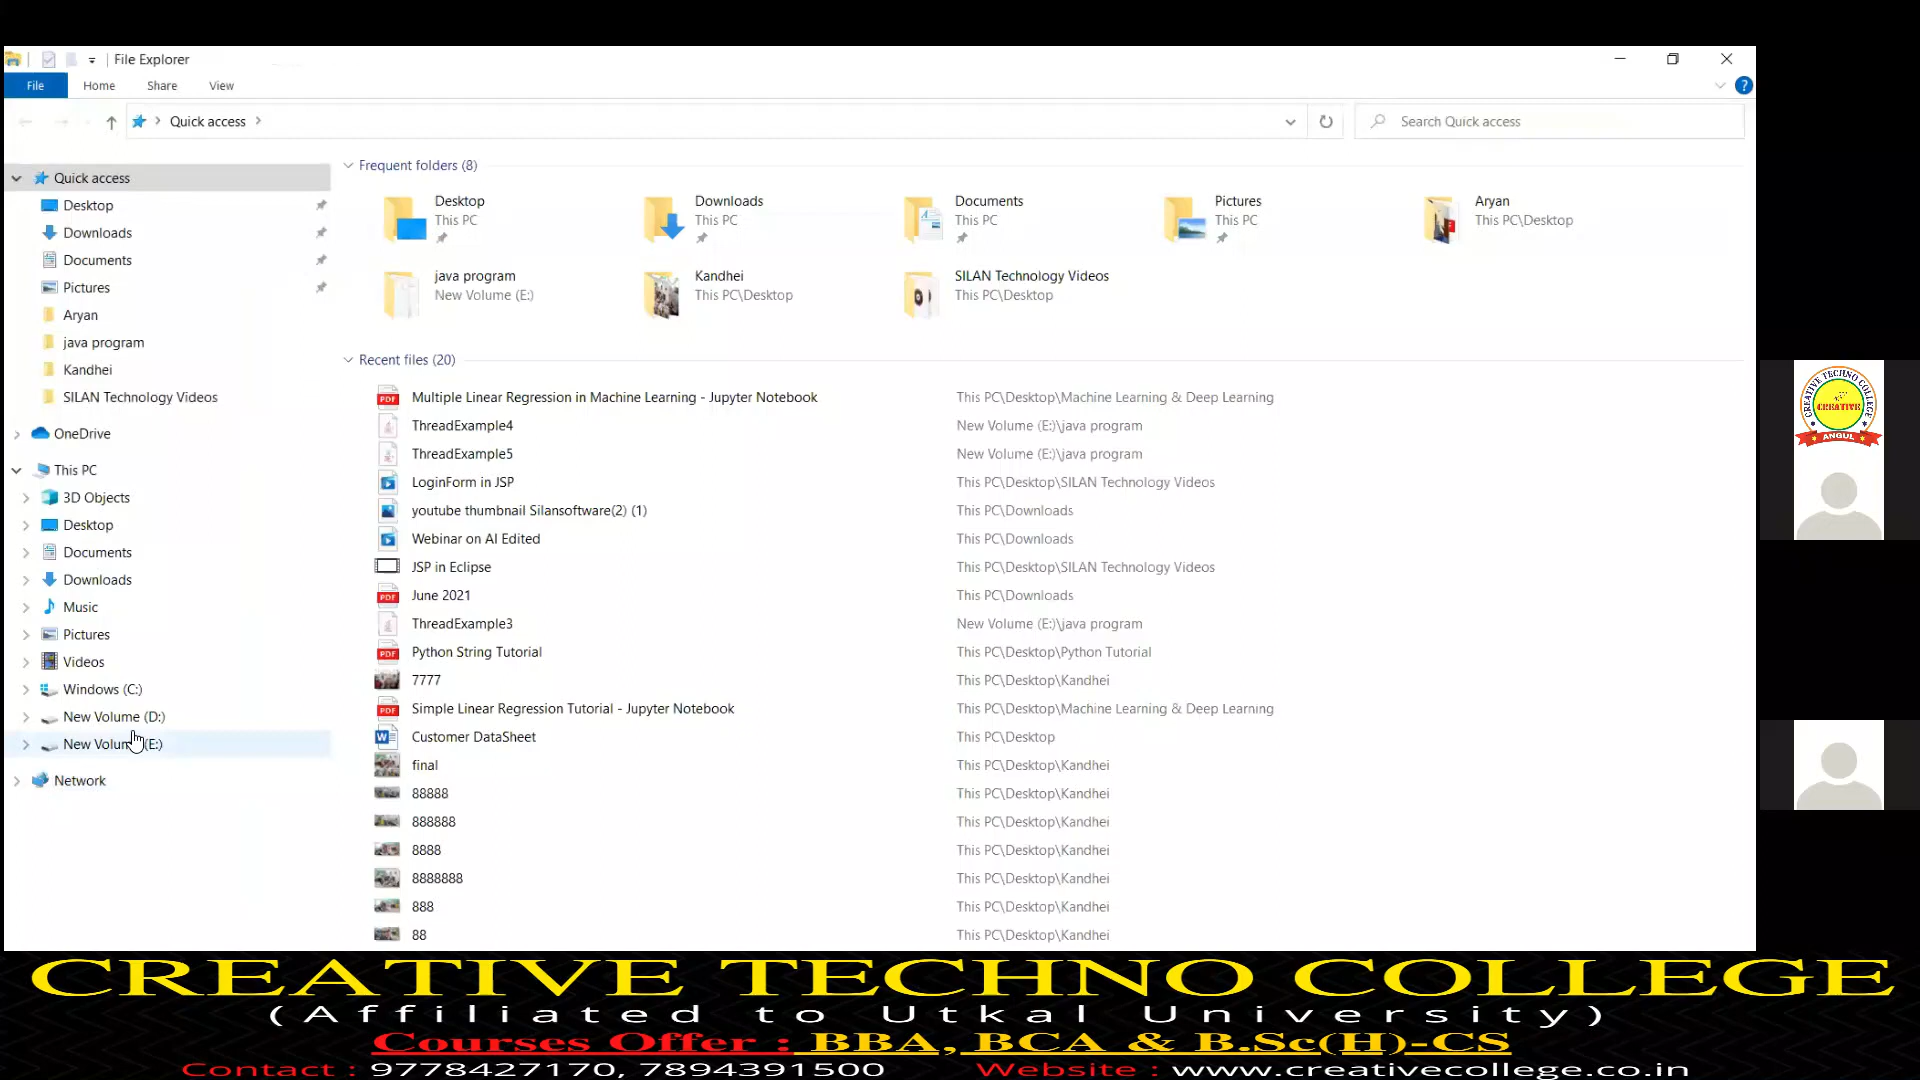 File Explorer
File Home Share View
Quick access
Search Quick access
Quick access
Desktop
Downloads
Documents
Pictures
Aryan
java program
Kandhei
SILAN Technology Videos
OneDrive
This PC
3D Objects
Desktop
Documents
Downloads
Music
Pictures
Videos
Windows (C:)
New Volume (D:)
New Volum (E:)
Network
Frequent folders (8)
Desktop
This PC
Downloads
This PC
Documents
This PC
Pictures
This PC
Aryan
This PC\Desktop
java program
New Volume (E:)
Kandhei
This PC\Desktop
SILAN Technology Videos
This PC\Desktop
Recent files (20)
Multiple Linear Regression in Machine Learning - Jupyter Notebook This PC\Desktop\Machine Learning & Deep Learning
ThreadExample4 New Volume (E:)\java program
ThreadExample5 New Volume (E:)\java program
LoginForm in JSP This PC\Desktop\SILAN Technology Videos
youtube thumbnail Silansoftware(2) (1) This PC\Downloads
Webinar on AI Edited This PC\Downloads
JSP in Eclipse This PC\Desktop\SILAN Technology Videos
June 2021 This PC\Downloads
ThreadExample3 New Volume (E:)\java program
Python String Tutorial This PC\Desktop\Python Tutorial
7777 This PC\Desktop\Kandhei
Simple Linear Regression Tutorial - Jupyter Notebook This PC\Desktop\Machine Learning & Deep Learning
Customer DataSheet This PC\Desktop
final This PC\Desktop\Kandhei
88888 This PC\Desktop\Kandhei
888888 This PC\Desktop\Kandhei
8888 This PC\Desktop\Kandhei
8888888 This PC\Desktop\Kandhei
888 This PC\Desktop\Kandhei
88 This PC\Desktop\Kandhei
CREATIVE TECHNO COLLEGE
CREATIVE
ANGUL
CREATIVE TECHNO COLLEGE
(Affiliated to Utkal University)
Courses Offer : BBA, BCA & B.Sc(H)-CS
Contact : 9778427170, 7894391500 Website : www.creativecollege.co.in